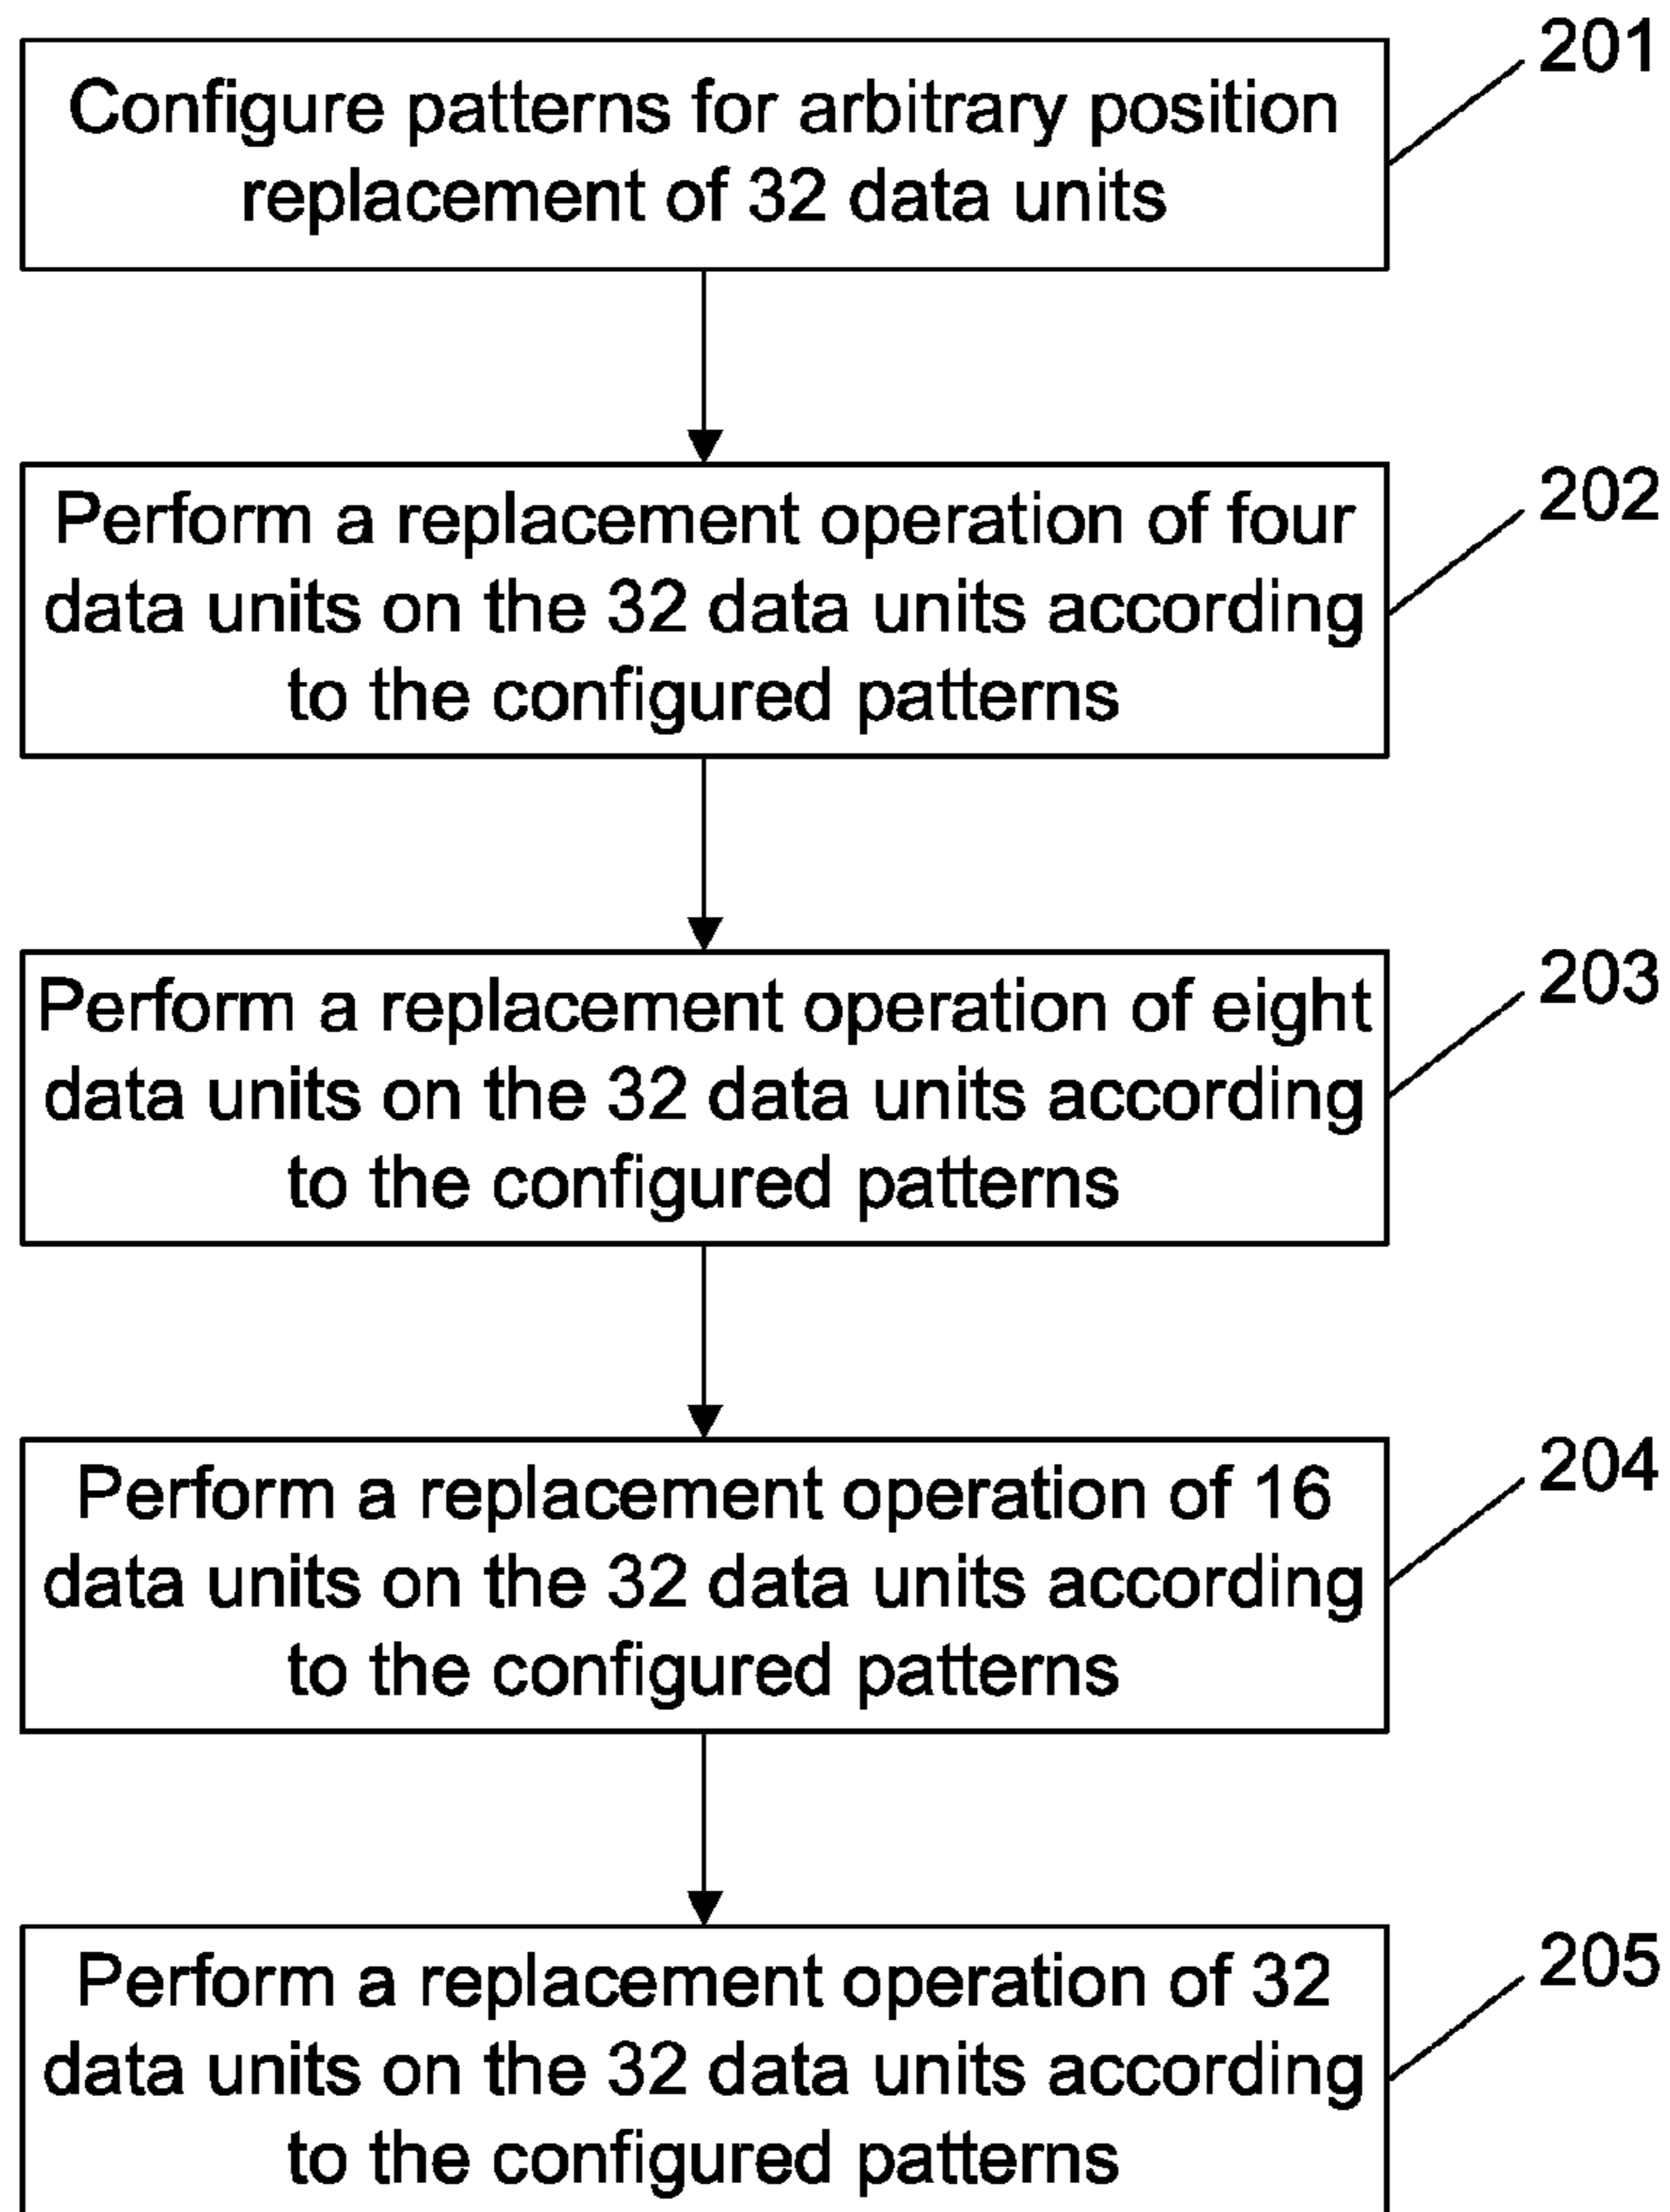 201
Configure patterns for arbitrary position
replacement of 32 data units
202
Perform a replacement operation of four
data units on the 32 data units according
to the configured patterns
203
Perform a replacement operation of eight
data units on the 32 data units according
to the configured patterns
204
Perform a replacement operation of 16
data units on the 32 data units according
to the configured patterns
205
Perform a replacement operation of 32
data units on the 32 data units according
to the configured patterns